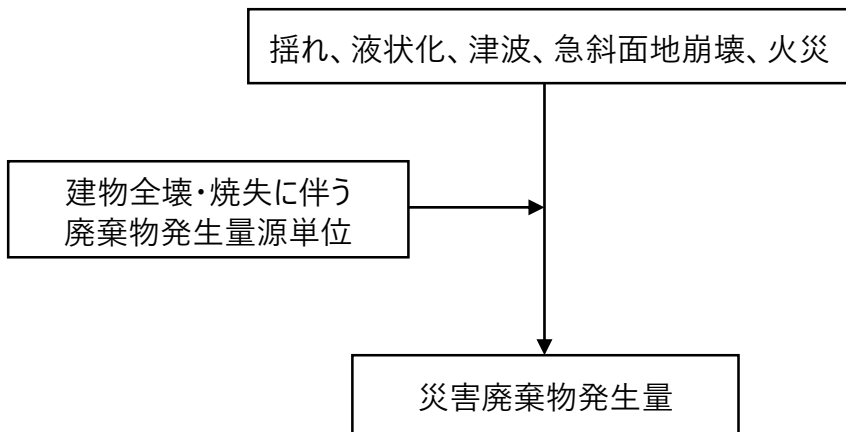 揺れ、液状化、津波、急斜面地崩壊、火災
建物全壊・焼失に伴う
廃棄物発生量源単位
災害廃棄物発生量